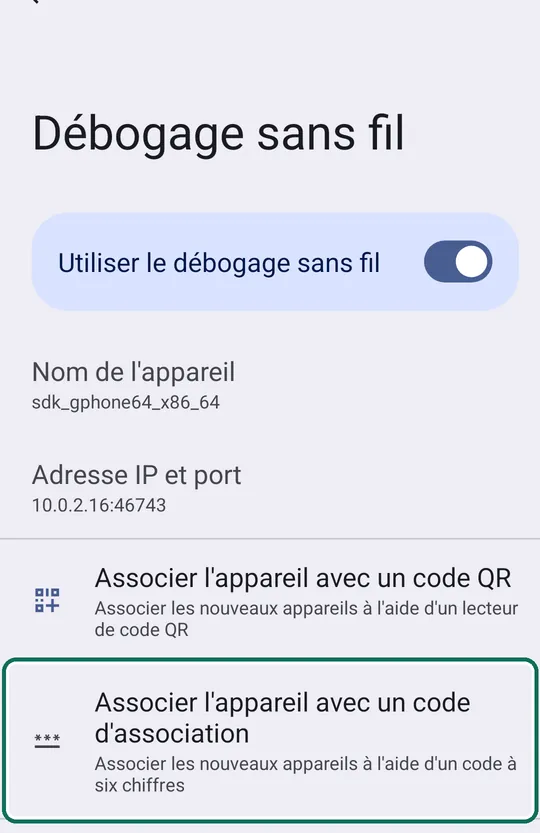 Débogage sans fil
Utiliser le débogage sans fil
Nom de l'appareil
sdk_gphone64_x86_64
Adresse IP et port
10.0.2.16:46743
Associer l'appareil avec un code QR
Associer les nouveaux appareils à l'aide d'un lecteur
de code QR
Associer l'appareil avec un code
d'association
Associer les nouveaux appareils à l'aide d'un code à
six chiffres